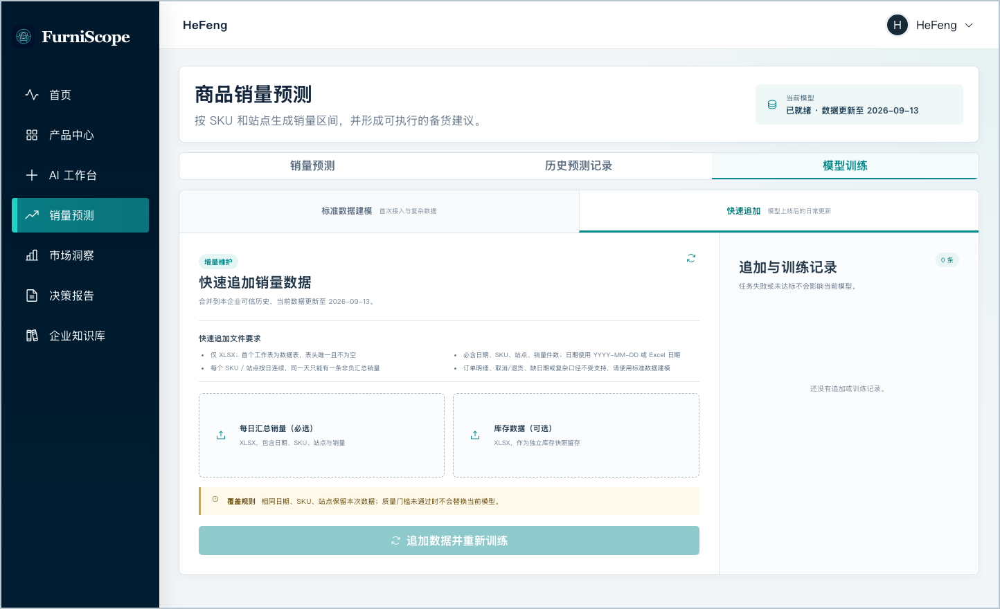 FurniScope
首页
产品中心
AI 工作台
销量预测
市场洞察
决策报告
企业知识库
HeFeng
H
HeFeng
商品销量预测
按 SKU 和站点生成销量区间，并形成可执行的备货建议。
当前模型
已就绪 · 数据更新至 2026-09-13
销量预测
历史预测记录
模型训练
标准数据建模 首次接入与复杂数据
快速追加 模型上线后的日常更新
增量维护
快速追加销量数据
合并到本企业可信历史，当前数据更新至 2026-09-13。
快速追加文件要求
仅 XLSX；首个工作表为数据表，表头唯一且不为空
每个 SKU / 站点按日连续，同一天只能有一条非负汇总销量
必含日期、SKU、站点、销量件数；日期使用 YYYY-MM-DD 或 Excel 日期
订单明细、取消/退货、缺日期或复杂口径不受支持，请使用标准数据建模
每日汇总销量（必选）
XLSX，包含日期、SKU、站点与销量
库存数据（可选）
XLSX，作为独立库存快照留存
覆盖规则 相同日期、SKU、站点保留本次数据；质量门槛未通过时不会替换当前模型。
追加数据并重新训练
追加与训练记录
0 条
任务失败或未达标不会影响当前模型。
还没有追加或训练记录。